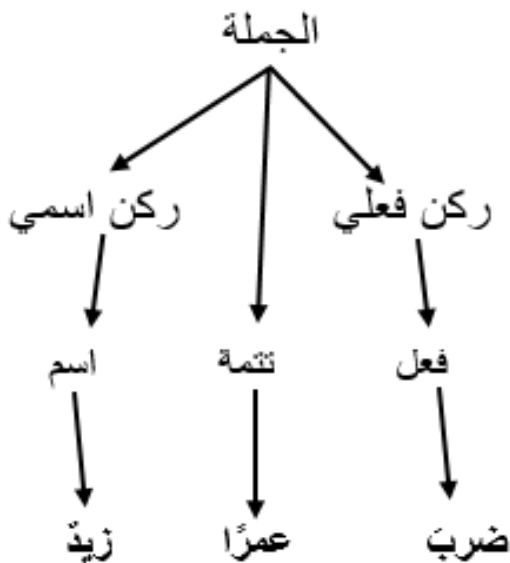 الجملة
ركن فعلي ركن اسمي
فعل تتمة اسم
ضربَ عمرًا زيدٌ